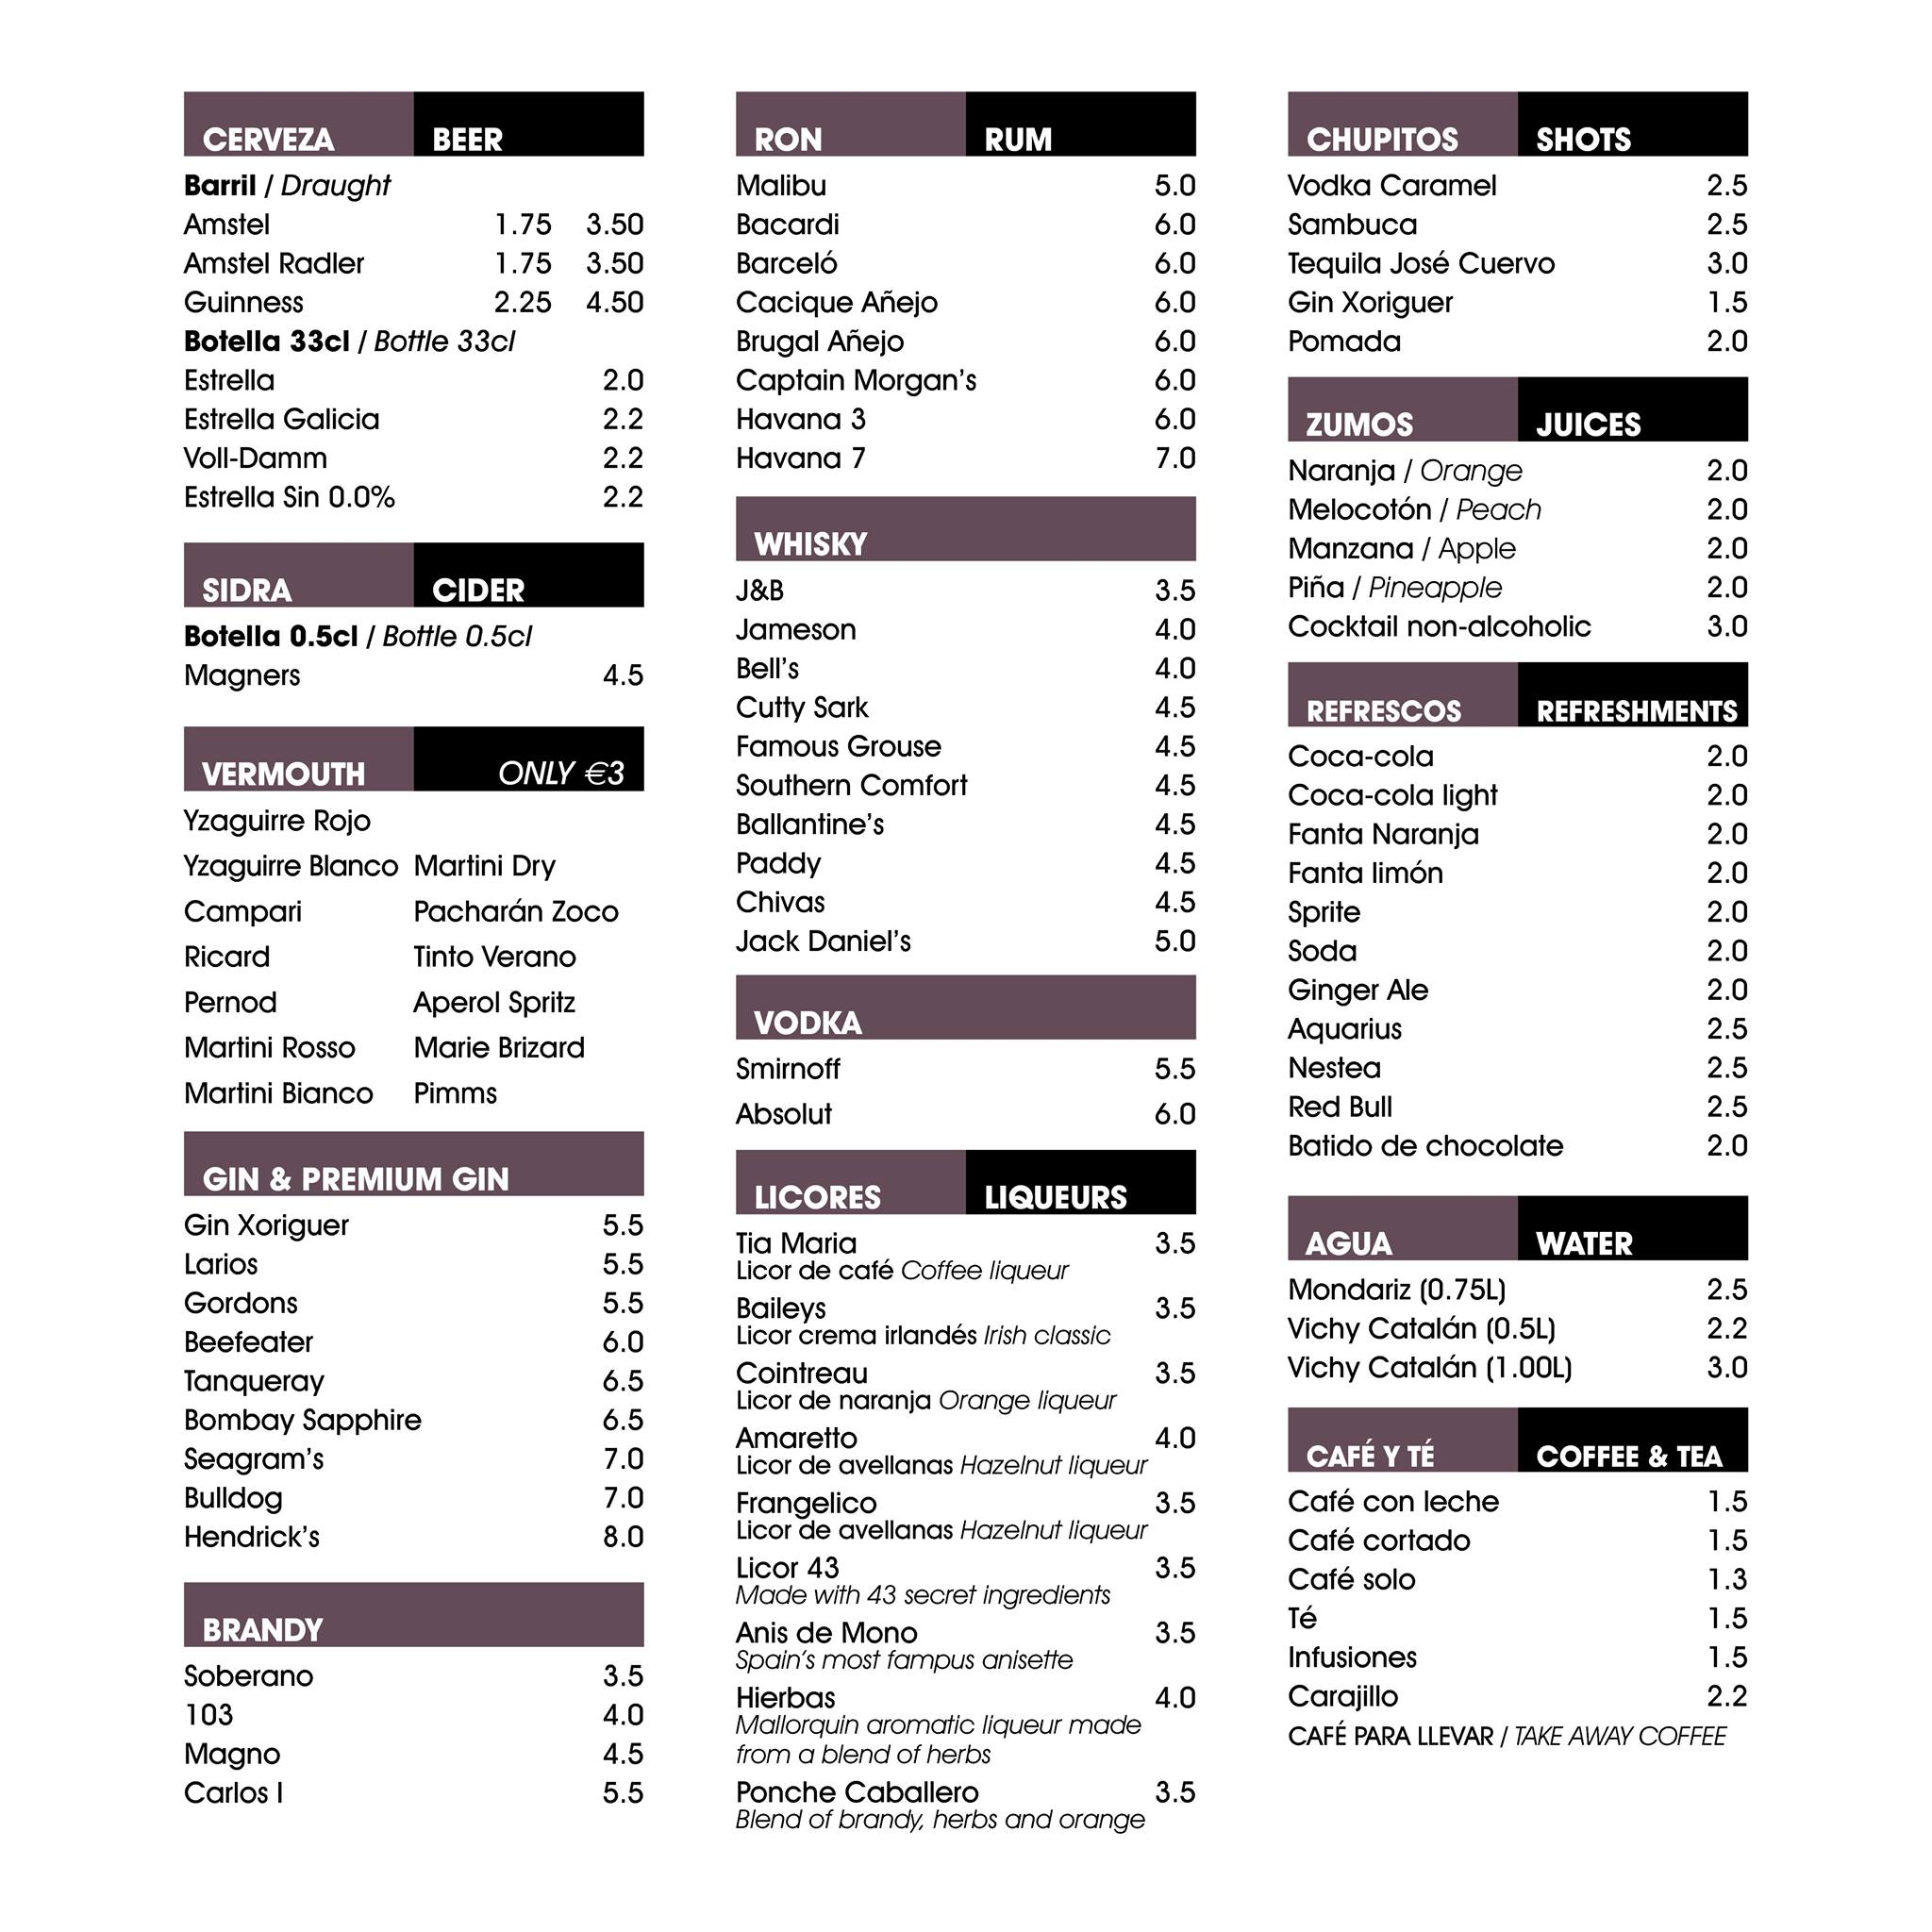 CERVEZA BEER
Barril / Draught
Amstel 1.75 3.50
Amstel Radler 1.75 3.50
Guinness 2.25 4.50
Botella 33cl / Bottle 33cl
Estrella 2.0
Estrella Galicia 2.2
Voll-Damm 2.2
Estrella Sin 0.0% 2.2
SIDRA CIDER
Botella 0.5cl / Bottle 0.5cl
Magners 4.5
VERMOUTH ONLY €3
Yzaguirre Rojo
Yzaguirre Blanco Martini Dry
Campari Pacharán Zoco
Ricard Tinto Verano
Pernod Aperol Spritz
Martini Rosso Marie Brizard
Martini Bianco Pimms
GIN & PREMIUM GIN
Gin Xoriguer 5.5
Larios 5.5
Gordons 5.5
Beefeater 6.0
Tanqueray 6.5
Bombay Sapphire 6.5
Seagram's 7.0
Bulldog 7.0
Hendrick's 8.0
BRANDY
Soberano 3.5
103 4.0
Magno 4.5
Carlos I 5.5
RON RUM
Malibu 5.0
Bacardi 6.0
Barceló 6.0
Cacique Añejo 6.0
Brugal Añejo 6.0
Captain Morgan's 6.0
Havana 3 6.0
Havana 7 7.0
WHISKY
J&B 3.5
Jameson 4.0
Bell's 4.0
Cutty Sark 4.5
Famous Grouse 4.5
Southern Comfort 4.5
Ballantine's 4.5
Paddy 4.5
Chivas 4.5
Jack Daniel's 5.0
VODKA
Smirnoff 5.5
Absolut 6.0
LICORES LIQUEURS
Tia Maria 3.5
Licor de café Coffee liqueur
Baileys 3.5
Licor crema irlandés Irish classic
Cointreau 3.5
Licor de naranja Orange liqueur
Amaretto 4.0
Licor de avellanas Hazelnut liqueur
Frangelico 3.5
Licor de avellanas Hazelnut liqueur
Licor 43 3.5
Made with 43 secret ingredients
Anis de Mono 3.5
Spain's most fampus anisette
Hierbas 4.0
Mallorquin aromatic liqueur made
from a blend of herbs
Ponche Caballero 3.5
Blend of brandy, herbs and orange
CHUPITOS SHOTS
Vodka Caramel 2.5
Sambuca 2.5
Tequila José Cuervo 3.0
Gin Xoriguer 1.5
Pomada 2.0
ZUMOS JUICES
Naranja / Orange 2.0
Melocotón / Peach 2.0
Manzana / Apple 2.0
Piña / Pineapple 2.0
Cocktail non-alcoholic 3.0
REFRESCOS REFRESHMENTS
Coca-cola 2.0
Coca-cola light 2.0
Fanta Naranja 2.0
Fanta limón 2.0
Sprite 2.0
Soda 2.0
Ginger Ale 2.0
Aquarius 2.5
Nestea 2.5
Red Bull 2.5
Batido de chocolate 2.0
AGUA WATER
Mondariz (0.75L) 2.5
Vichy Catalán (0.5L) 2.2
Vichy Catalán (1.00L) 3.0
CAFÉ Y TÉ COFFEE & TEA
Café con leche 1.5
Café cortado 1.5
Café solo 1.3
Té 1.5
Infusiones 1.5
Carajillo 2.2
CAFÉ PARA LLEVAR / TAKE AWAY COFFEE